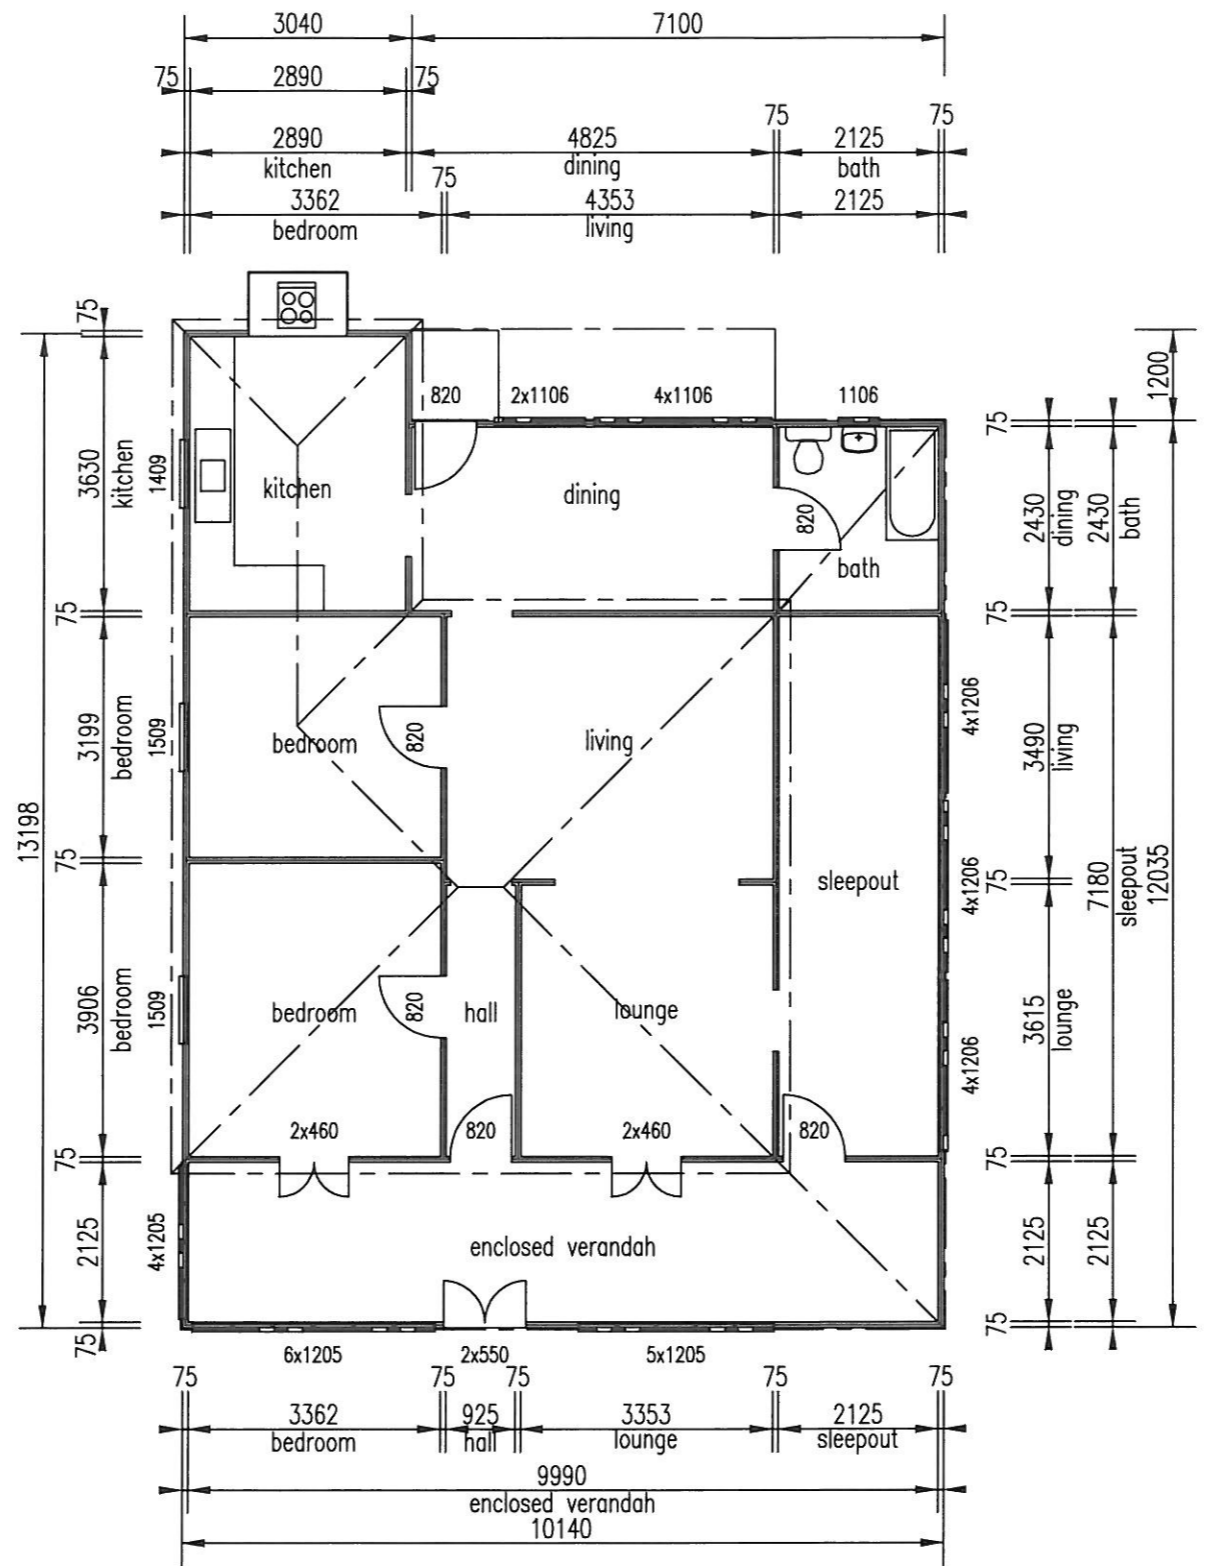 3040 7100
75 2890 75
75 75
2890 4825 2125
kitchen dining bath
75
3362 4353 2125
bedroom living
75
820 2x1106 4x1106 1106
1200
75 75
3630
kitchen
1409
kitchen
dining
820
bath
2430
dining
2430
bath
75
75
3199
bedroom
1509
bedroom
820
living
4x1206
3490
living
13198
75
sleepout
4x1206
75
7180
sleepout
12035
3906
bedroom
1509
bedroom
820
hall
lounge
4x1206
3615
lounge
2x460 820 2x460 820
75
75
2125
4x1205
enclosed verandah
2125
2125
75
75
6x1205 2x550 5x1205
75 75 75 75 75
3362 925 3353 2125
bedroom hall lounge sleepout
9990
enclosed verandah
10140